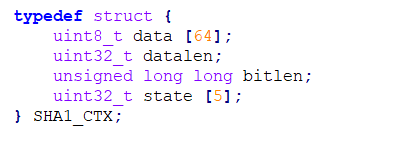 typedef struct {
    uint8_t data [64];
    uint32_t datalen;
    unsigned long long bitlen;
    uint32_t state [5];
} SHA1_CTX;